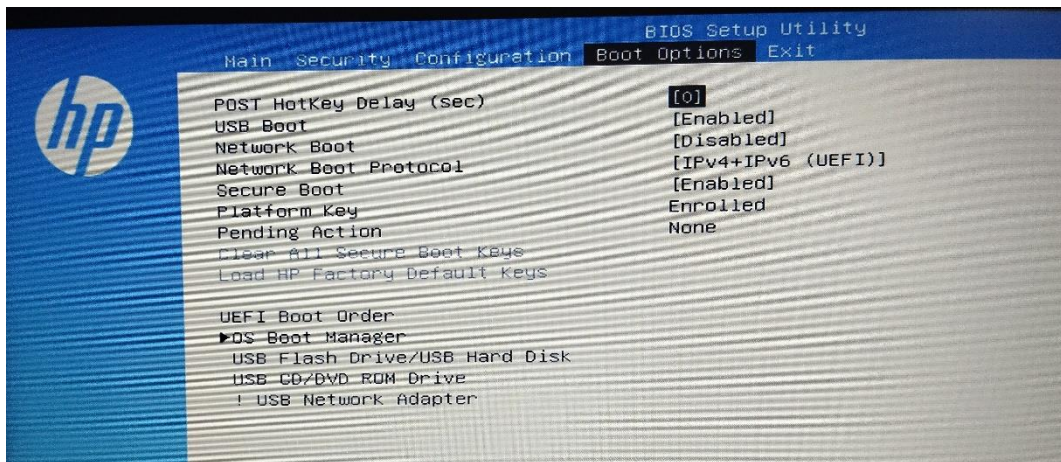 BIOS Setup Utility
Main Security Configuration Boot Options Exit
hp
POST HotKey Delay (sec) [0]
USB Boot [Enabled]
Network Boot [Disabled]
Network Boot Protocol [IPv4+IPv6 (UEFI)]
Secure Boot [Enabled]
Platform Key Enrolled
Pending Action None
Clear All Secure Boot Keys
Load HP Factory Default Keys
UEFI Boot Order
▶OS Boot Manager
USB Flash Drive/USB Hard Disk
USB CD/DVD ROM Drive
! USB Network Adapter